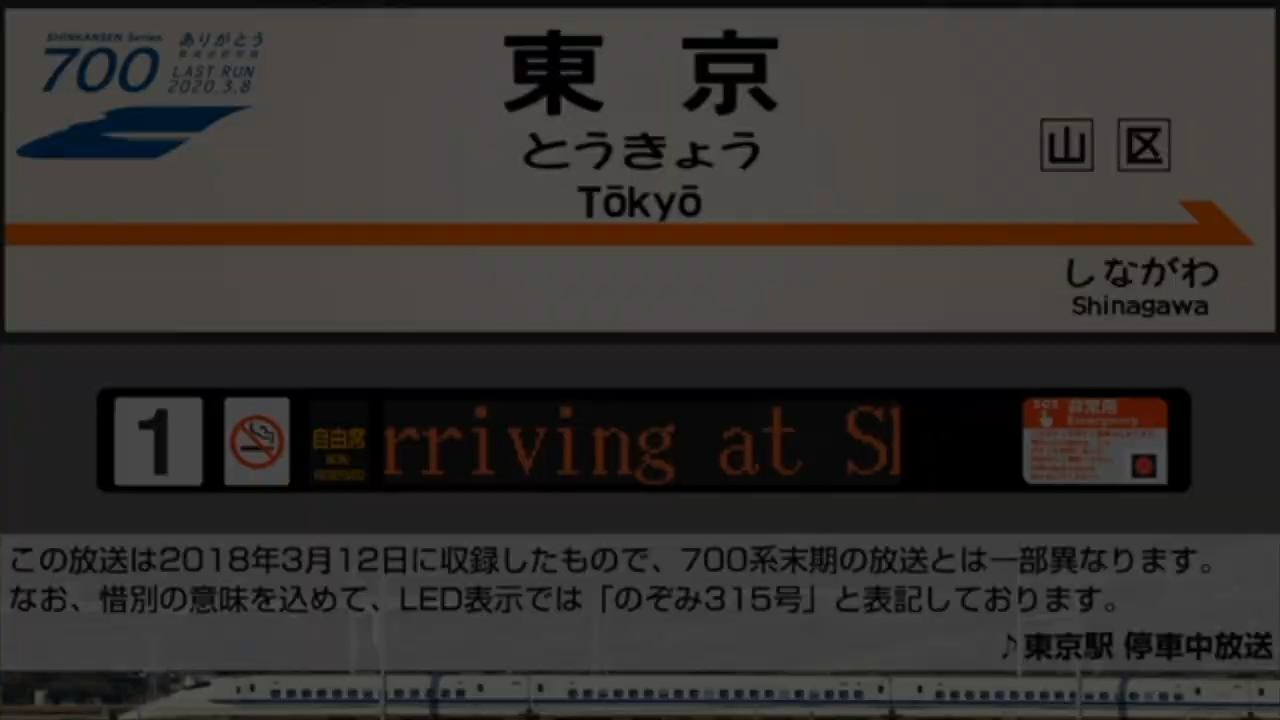 SHINKANSEN Series
700
ありがとう
LAST RUN
2020.3.8
東京
とうきょう
Tōkyō
山 区
しながわ
Shinagawa
1
自由席
NON-
RESERVED
rriving at S
SOS 非常用
Emergency
この放送は2018年3月12日に収録したもので、700系末期の放送とは一部異なります。
なお、惜別の意味を込めて、LED表示では「のぞみ315号」と表記しております。
♪東京駅 停車中放送